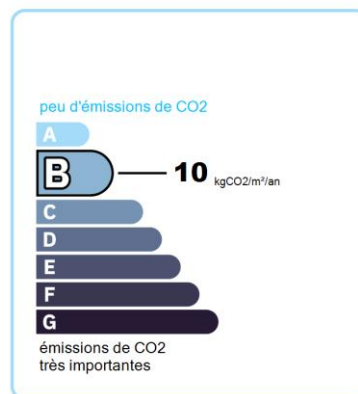 peu d'émissions de CO2
A
B 10 kgCO2/m²/an
C
D
E
F
G
émissions de CO2
très importantes